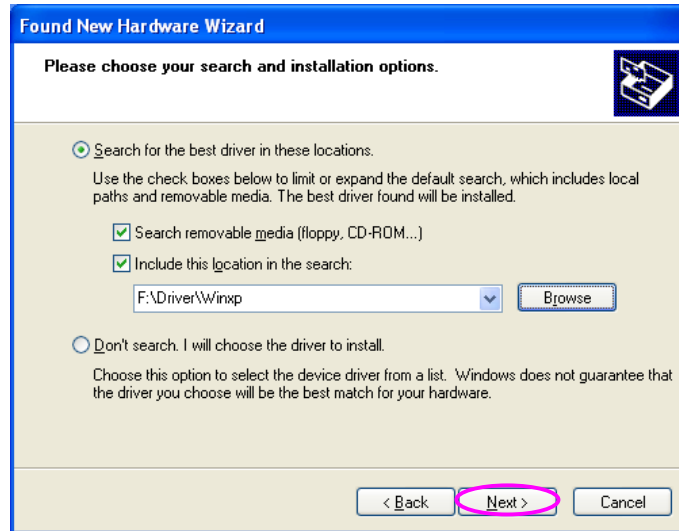 Found New Hardware Wizard
Please choose your search and installation options.
Search for the best driver in these locations.
Use the check boxes below to limit or expand the default search, which includes local
paths and removable media. The best driver found will be installed.
Search removable media (floppy, CD-ROM...)
Include this location in the search:
F:\Driver\Winxp
Browse
Don't search. I will choose the driver to install.
Choose this option to select the device driver from a list. Windows does not guarantee that
the driver you choose will be the best match for your hardware.
< Back Next > Cancel